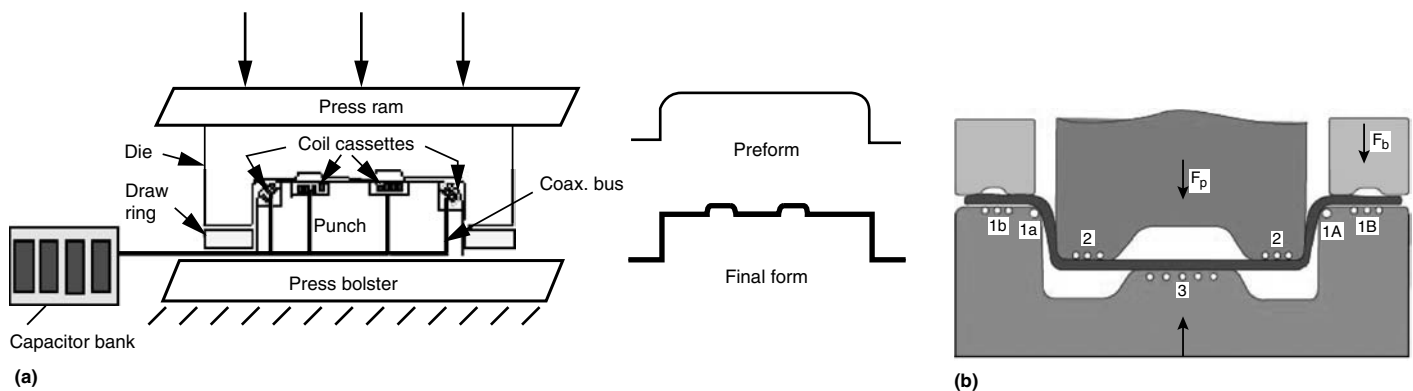 Press ram
Die
Coil cassettes
Draw
ring
Punch
Coax. bus
Press bolster
Capacitor bank
(a)
Preform
Final form
F_b
F_p
1b
1a
2
2
1A
1B
3
(b)